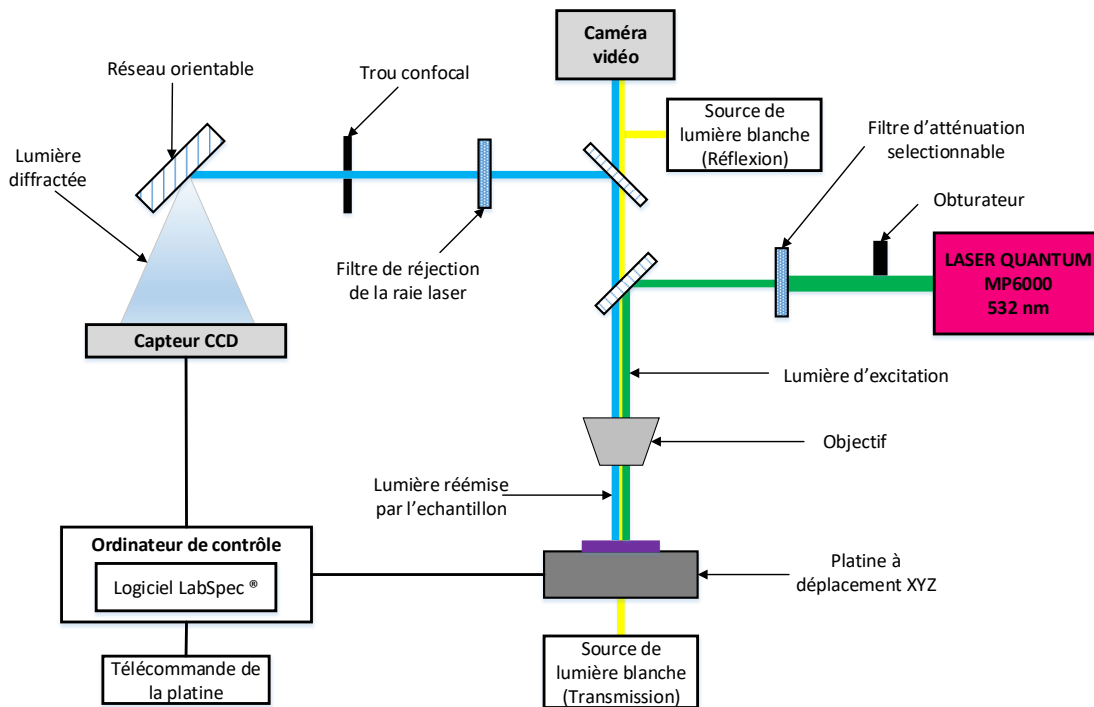 Caméra
vidéo
Réseau orientable
Trou confocal
Source de
lumière blanche
(Réflexion)
Filtre d'atténuation
selectionnable
Lumière
diffractée
Obturateur
Filtre de réjection
de la raie laser
LASER QUANTUM
MP6000
532 nm
Capteur CCD
Lumière d'excitation
Objectif
Lumière réémise
par l'echantillon
Ordinateur de contrôle
Logiciel LabSpec ®
Platine à
déplacement XYZ
Télécommande de
la platine
Source de
lumière blanche
(Transmission)